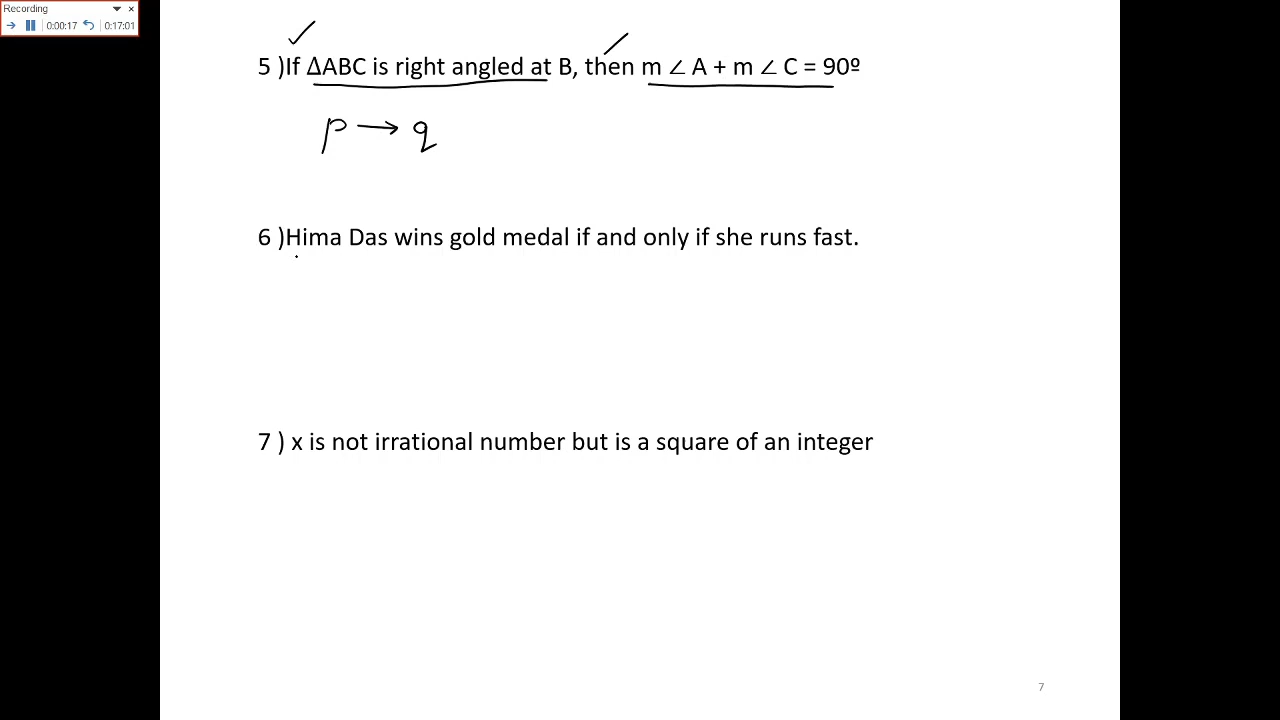 Recording
0:00:17 0:17:01
5 )If ΔABC is right angled at B, then m ∠ A + m ∠ C = 90º
p → q
6 )Hima Das wins gold medal if and only if she runs fast.
7 ) x is not irrational number but is a square of an integer
7